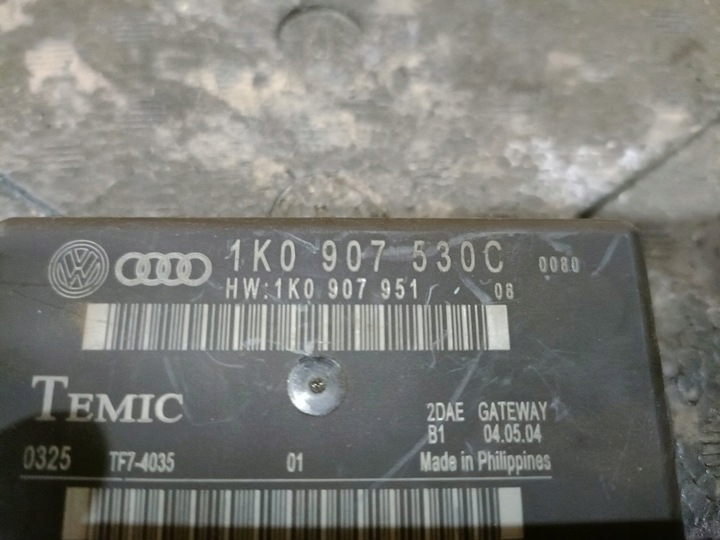 1K0 907 530C 0080
HW:1K0 907 951 08
TEMIC
2DAE GATEWAY
B1 04.05.04
0325 TF7-4035 01 Made in Philippines